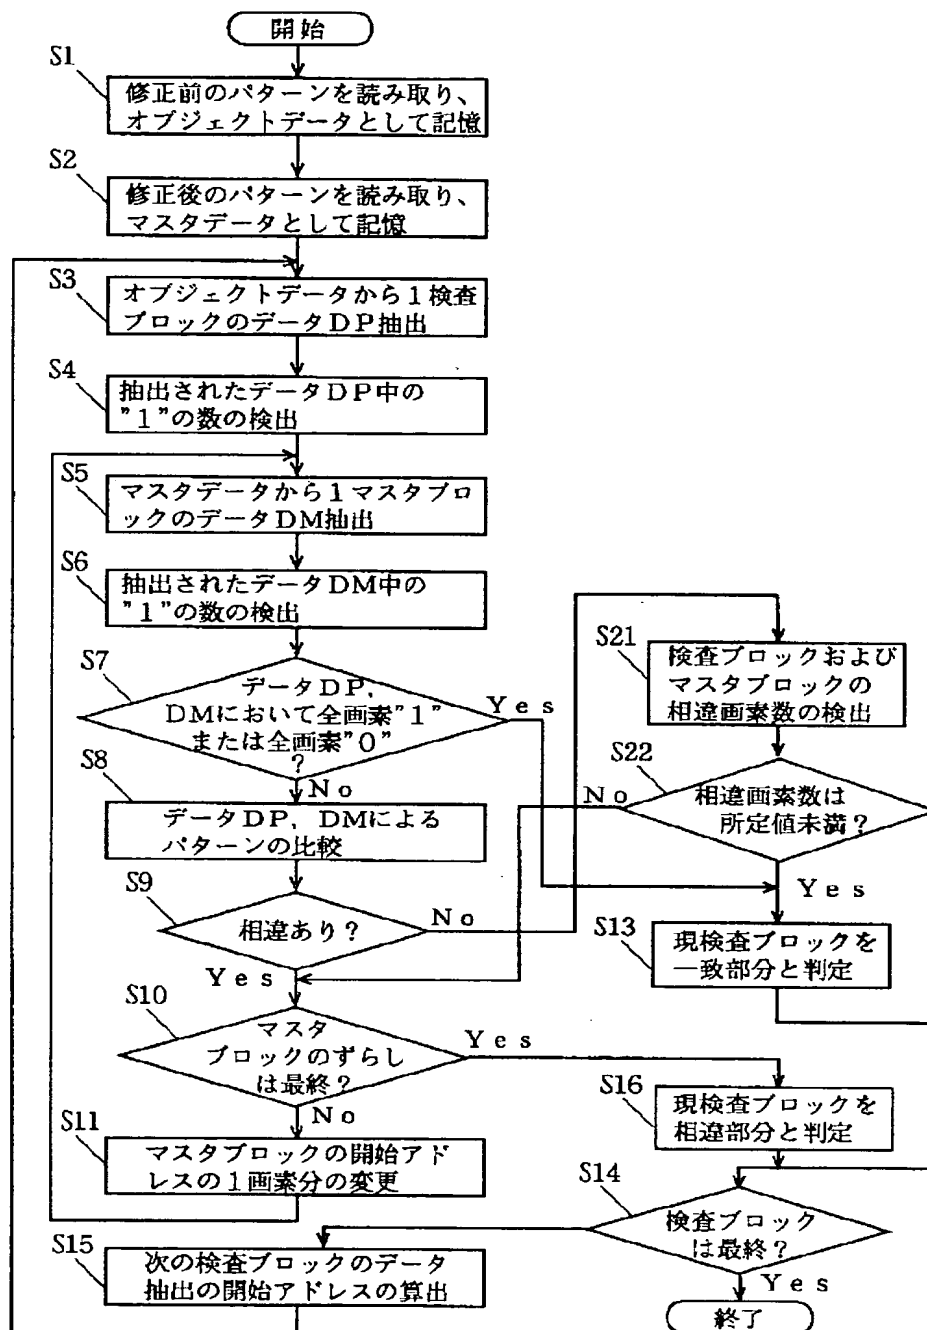 開始
S1
修正前のパターンを読み取り、
オブジェクトデータとして記憶
S2
修正後のパターンを読み取り、
マスタデータとして記憶
S3
オブジェクトデータから1検査
ブロックのデータDP抽出
S4
抽出されたデータDP中の
”1”の数の検出
S5
マスタデータから1マスタブロ
ックのデータDM抽出
S6
抽出されたデータDM中の
”1”の数の検出
S7
データDP,
DMにおいて全画素”1”
または全画素”0”
?
Yes
No
S8
データDP, DMによる
パターンの比較
S9
相違あり?
No
Yes
S21
検査ブロックおよび
マスタブロックの
相違画素数の検出
S22
相違画素数は
所定値未満?
No
Yes
S13
現検査ブロックを
一致部分と判定
S10
マスタ
ブロックのずらし
は最終?
Yes
No
S11
マスタブロックの開始アド
レスの1画素分の変更
S16
現検査ブロックを
相違部分と判定
S14
検査ブロック
は最終?
Yes
S15
次の検査ブロックのデータ
抽出の開始アドレスの算出
終了